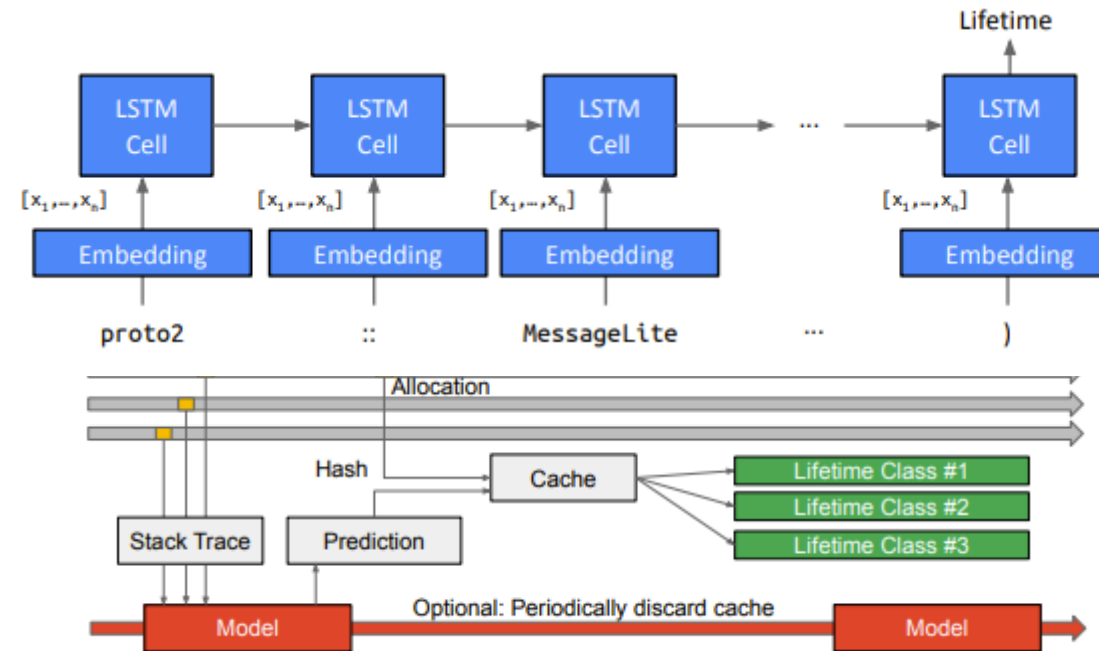 Lifetime
LSTM Cell LSTM Cell LSTM Cell ... LSTM Cell
[x₁,…,xₙ] [x₁,…,xₙ] [x₁,…,xₙ] [x₁,…,xₙ]
Embedding Embedding Embedding Embedding
proto2 :: MessageLite ... )
Allocation
Hash
Cache
Lifetime Class #1
Lifetime Class #2
Lifetime Class #3
Stack Trace Prediction
Optional: Periodically discard cache
Model Model